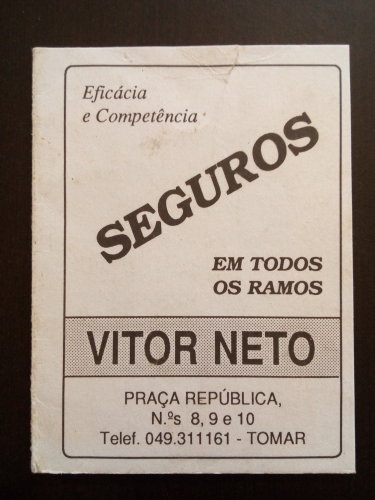 Eficácia
e Competência
SEGUROS
EM TODOS
OS RAMOS
VITOR NETO
PRAÇA REPÚBLICA,
N.ºs 8, 9 e 10
Telef. 049.311161 - TOMAR